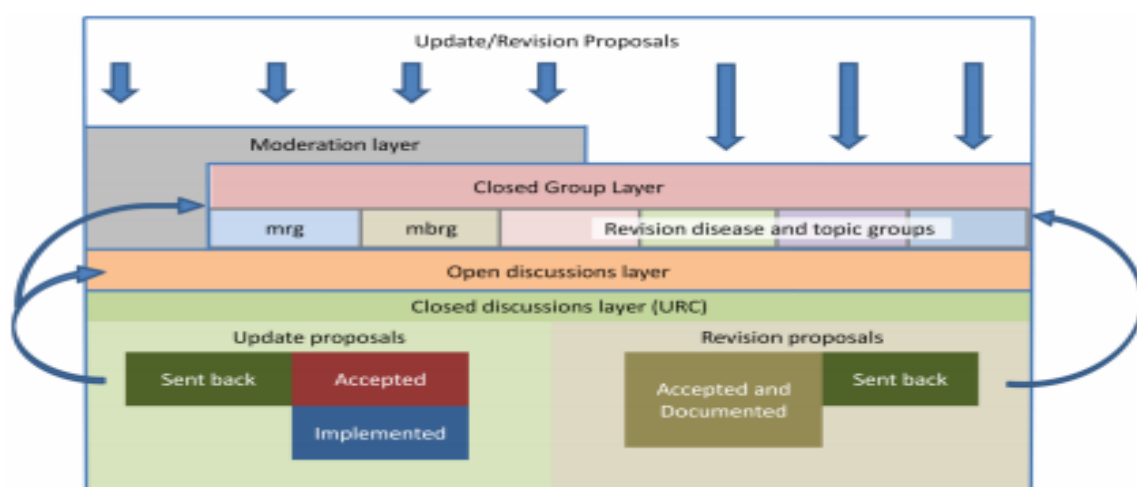 Update/Revision Proposals
Moderation layer
Closed Group Layer
mrg
mbrg
Revision disease and topic groups
Open discussions layer
Closed discussions layer (URC)
Update proposals
Revision proposals
Sent back
Accepted
Accepted and
Documented
Sent back
Implemented